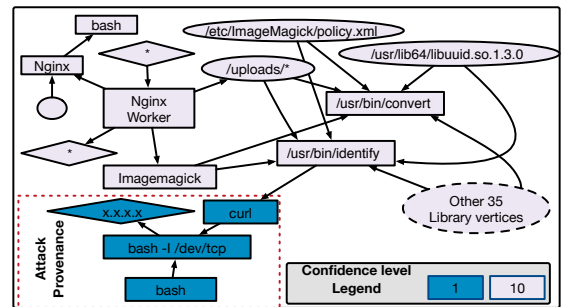 bash
/etc/ImageMagick/policy.xml
*
/usr/lib64/libuuid.so.1.3.0
Nginx
/uploads/*
Nginx
Worker
/usr/bin/convert
*
/usr/bin/identify
Imagemagick
Other 35
Library vertices
x.x.x.x
curl
Attack
Provenance
bash -I /dev/tcp
bash
Confidence level
Legend
1
10